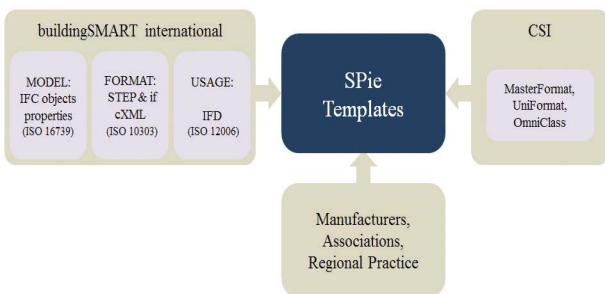 buildingSMART international
MODEL:
IFC objects
properties
(ISO 16739)
FORMAT:
STEP & if
cXML
(ISO 10303)
USAGE:
IFD
(ISO 12006)
SPie
Templates
CSI
MasterFormat,
UniFormat,
OmniClass
Manufacturers,
Associations,
Regional Practice